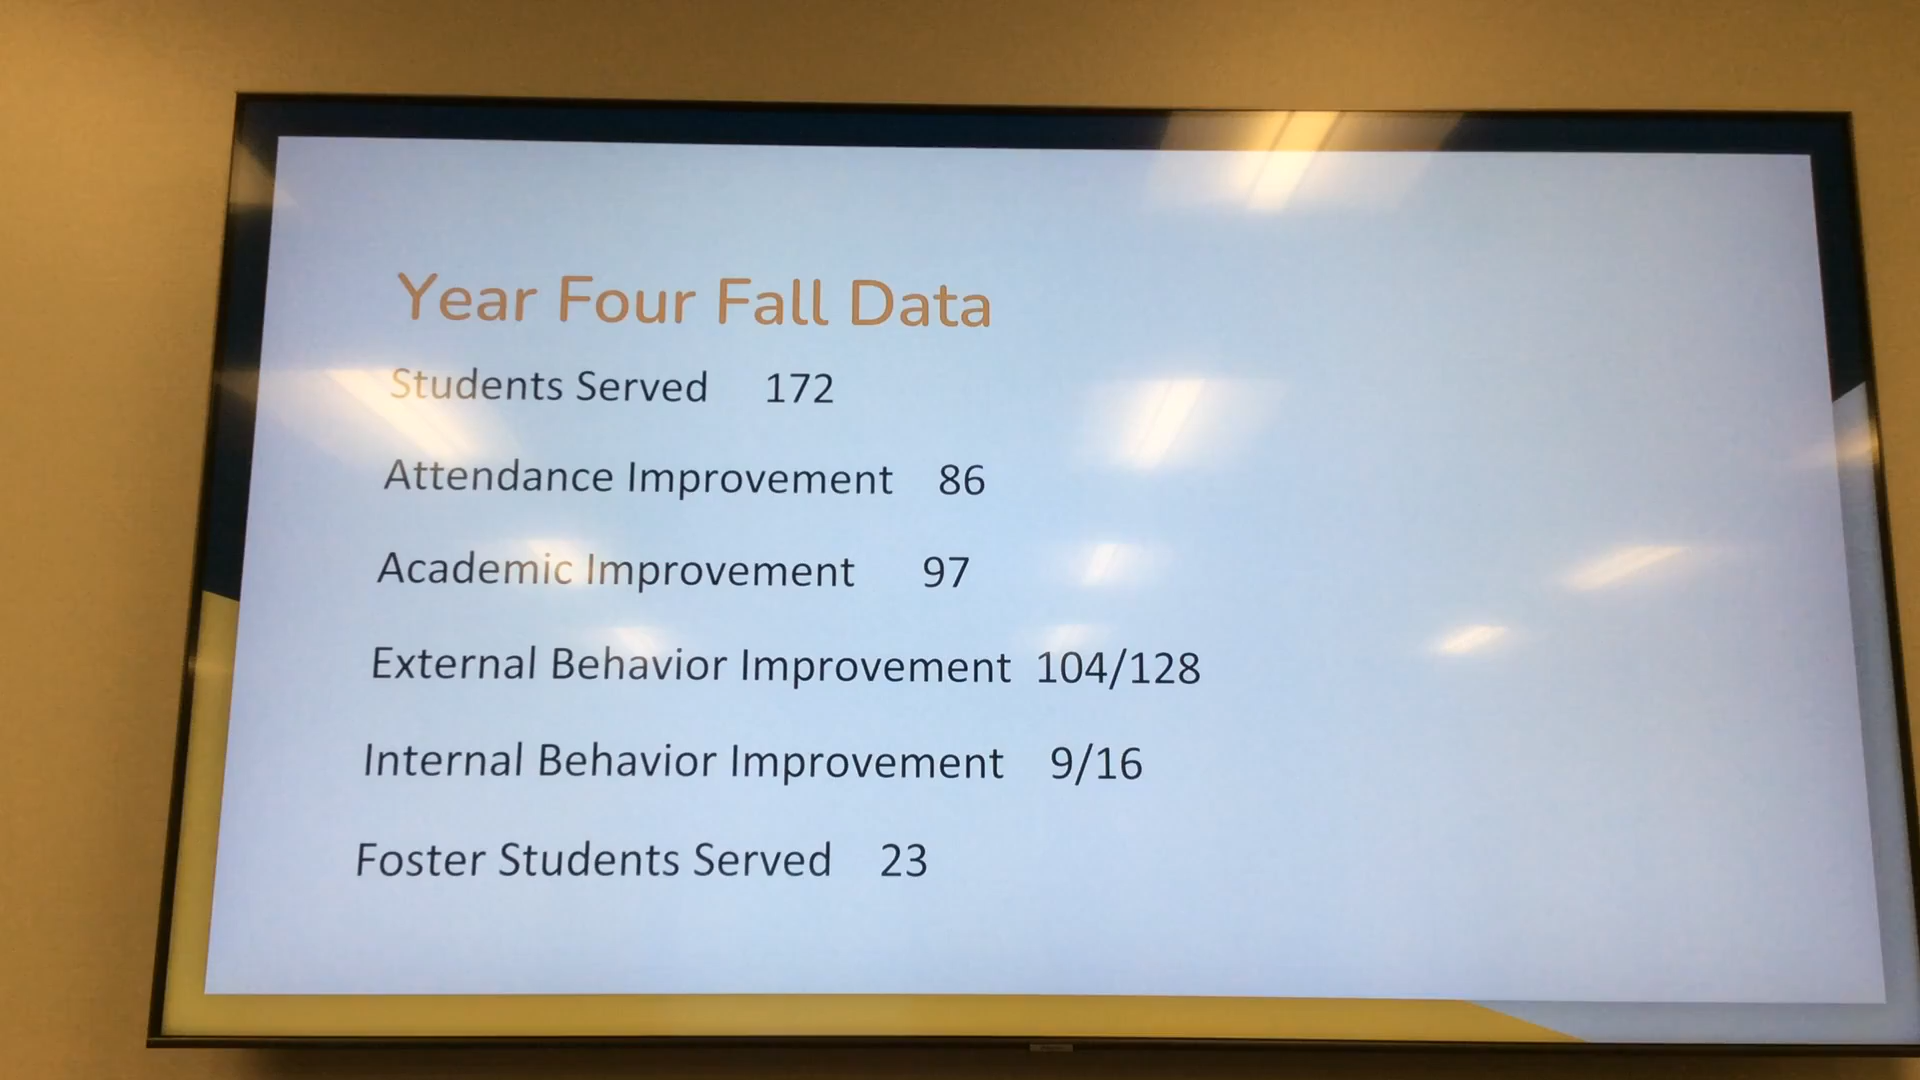 Year Four Fall Data
Students Served 172
Attendance Improvement 86
Academic Improvement 97
External Behavior Improvement 104/128
Internal Behavior Improvement 9/16
Foster Students Served 23